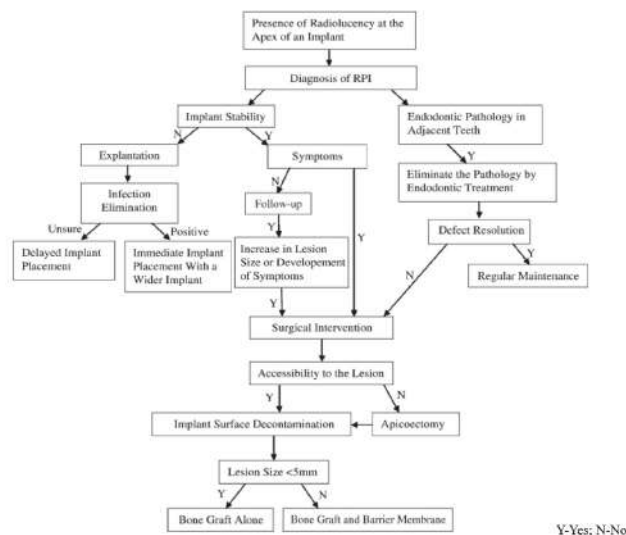 Presence of Radiolucency at the
Apex of an Implant
Diagnosis of RPI
Implant Stability
Endodontic Pathology in
Adjacent Teeth
N
Y
Y
Explantation
Symptoms
Eliminate the Pathology by
Endodontic Treatment
N
Infection
Elimination
Follow-up
Unsure
Positive
Y
Y
Defect Resolution
Delayed Implant
Placement
Immediate Implant
Placement With a
Wider Implant
Increase in Lesion
Size or Developement
of Symptoms
N
Y
Regular Maintenance
Y
Surgical Intervention
Accessibility to the Lesion
Y
N
Implant Surface Decontamination
Apicoectomy
Lesion Size <5mm
Y
N
Bone Graft Alone
Bone Graft and Barrier Membrane
Y-Yes; N-No